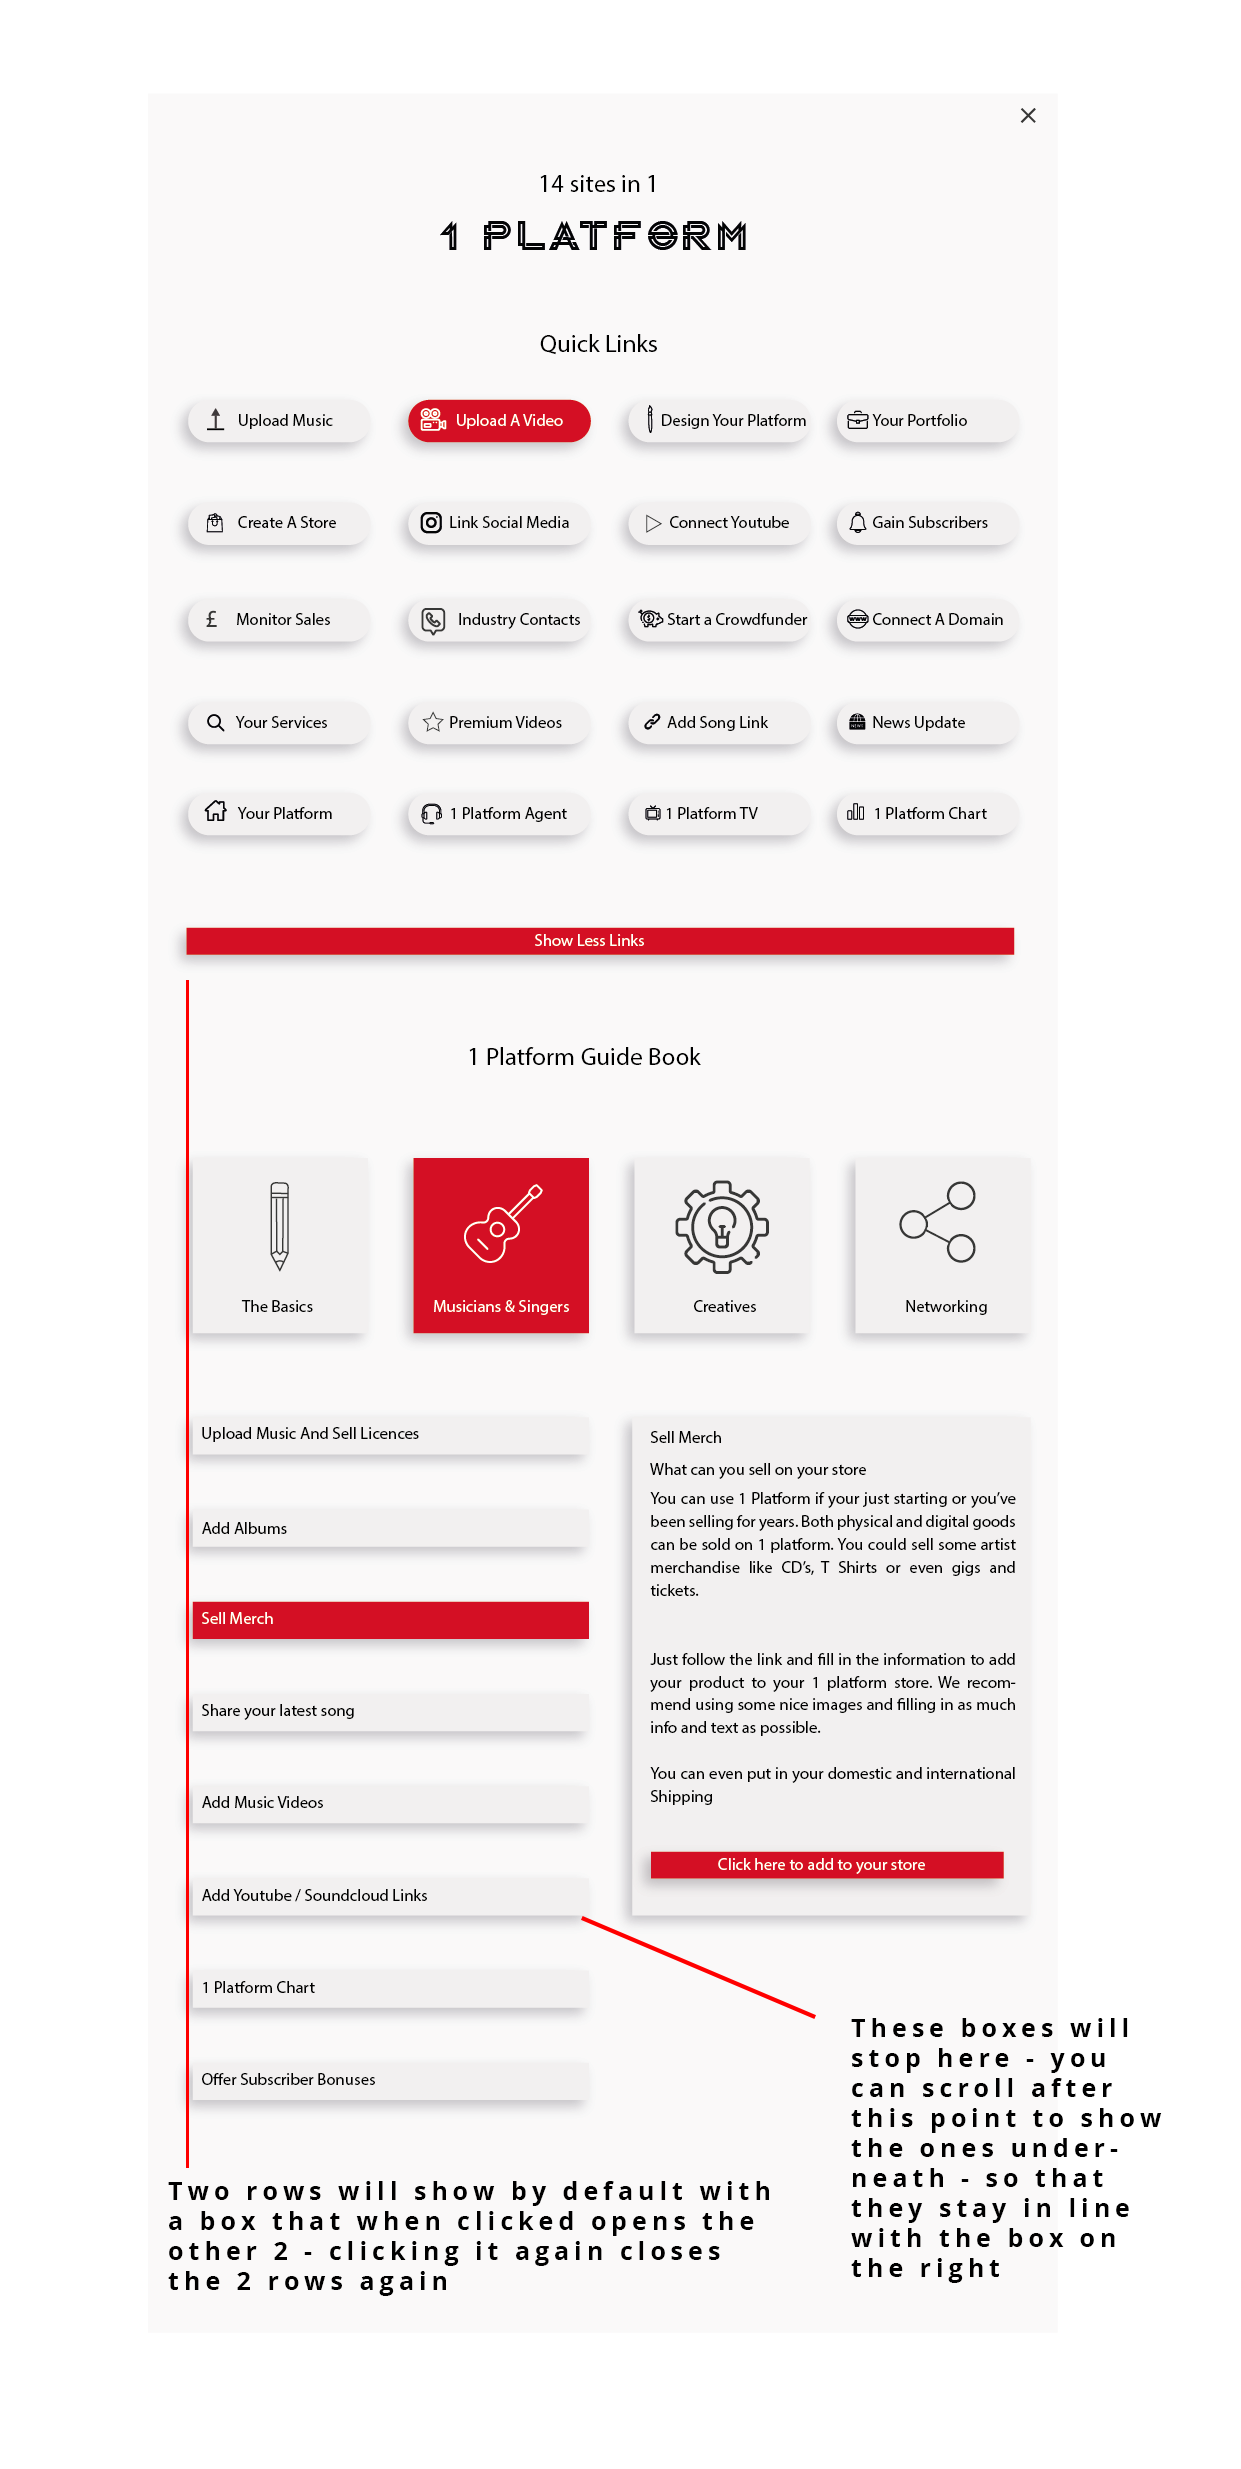 14 sites in 1
1 PLATFORM
Quick Links
Upload Music
Upload A Video
Design Your Platform
Your Portfolio
Create A Store
Link Social Media
Connect Youtube
Gain Subscribers
£ Monitor Sales
Industry Contacts
Start a Crowdfunder
www Connect A Domain
Your Services
Premium Videos
Add Song Link
NEWS News Update
Your Platform
1 Platform Agent
1 Platform TV
1 Platform Chart
Show Less Links
1 Platform Guide Book
The Basics
Musicians & Singers
Creatives
Networking
Upload Music And Sell Licences
Add Albums
Sell Merch
Share your latest song
Add Music Videos
Add Youtube / Soundcloud Links
1 Platform Chart
Offer Subscriber Bonuses
Sell Merch
What can you sell on your store
You can use 1 Platform if your just starting or you’ve
been selling for years. Both physical and digital goods
can be sold on 1 platform. You could sell some artist
merchandise like CD’s, T Shirts or even gigs and
tickets.
Just follow the link and fill in the information to add
your product to your 1 platform store. We recom-
mend using some nice images and filling in as much
info and text as possible.
You can even put in your domestic and international
Shipping
Click here to add to your store
These boxes will
stop here - you
can scroll after
this point to show
the ones under-
neath - so that
they stay in line
with the box on
the right
Two rows will show by default with
a box that when clicked opens the
other 2 - clicking it again closes
the 2 rows again